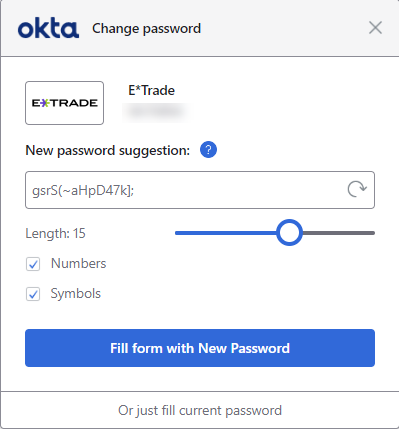 okta Change password
E*TRADE
E*Trade
New password suggestion: ?
gsrS(~aHpD47k];
Length: 15
Numbers
Symbols
Fill form with New Password
Or just fill current password